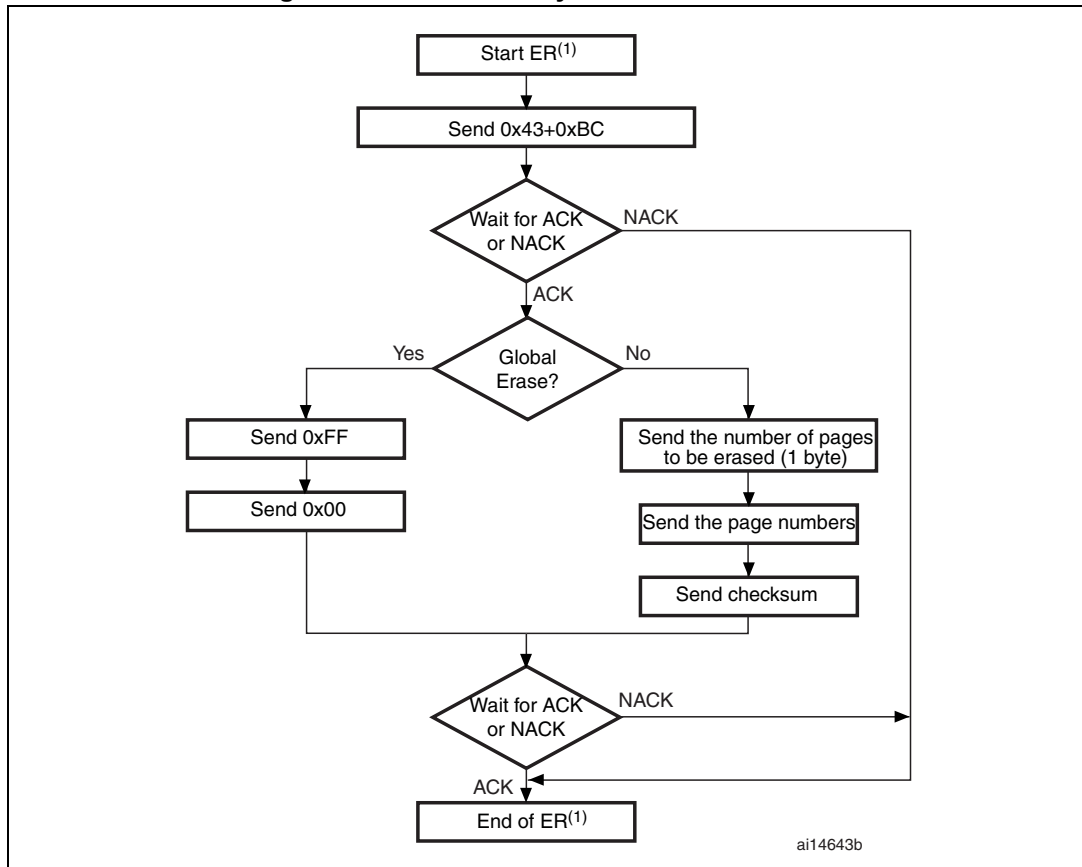 Start ER(1)
Send 0x43+0xBC
Wait for ACK
or NACK
NACK
ACK
Global
Erase?
Yes
No
Send 0xFF
Send 0x00
Send the number of pages
to be erased (1 byte)
Send the page numbers
Send checksum
Wait for ACK
or NACK
NACK
ACK
End of ER(1)
ai14643b